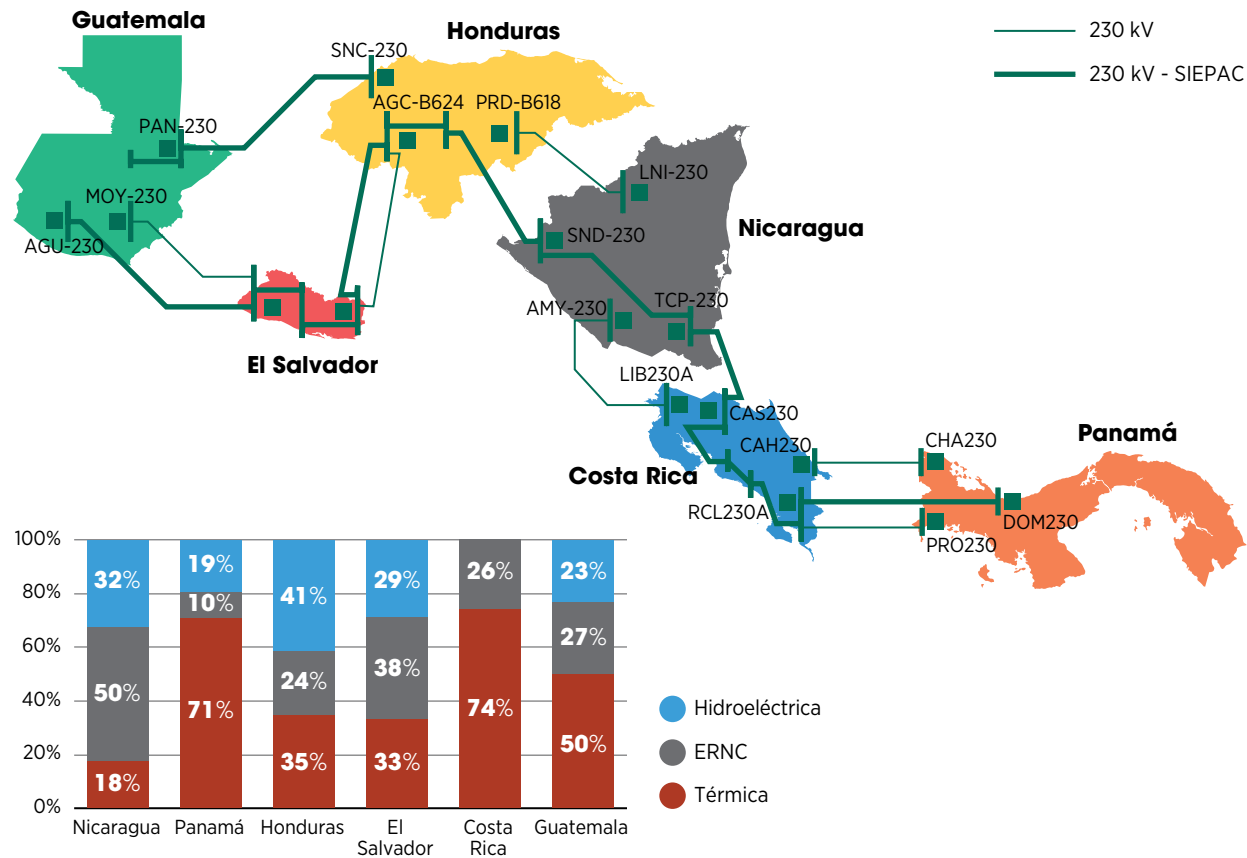 Guatemala
Honduras
230 kV
230 kV - SIEPAC
SNC-230
AGC-B624
PRD-B618
PAN-230
MOY-230
AGU-230
LNI-230
Nicaragua
SND-230
AMY-230
TCP-230
El Salvador
LIB230A
CAS230
CAH230
Costa Rica
RCL230A
CHA230
Panamá
DOM230
PRO230
100%
80%
60%
40%
20%
0%
32%
50%
18%
19%
10%
71%
41%
24%
35%
29%
38%
33%
26%
74%
23%
27%
50%
Nicaragua
Panamá
Honduras
El
Salvador
Costa
Rica
Guatemala
Hidroeléctrica
ERNC
Térmica